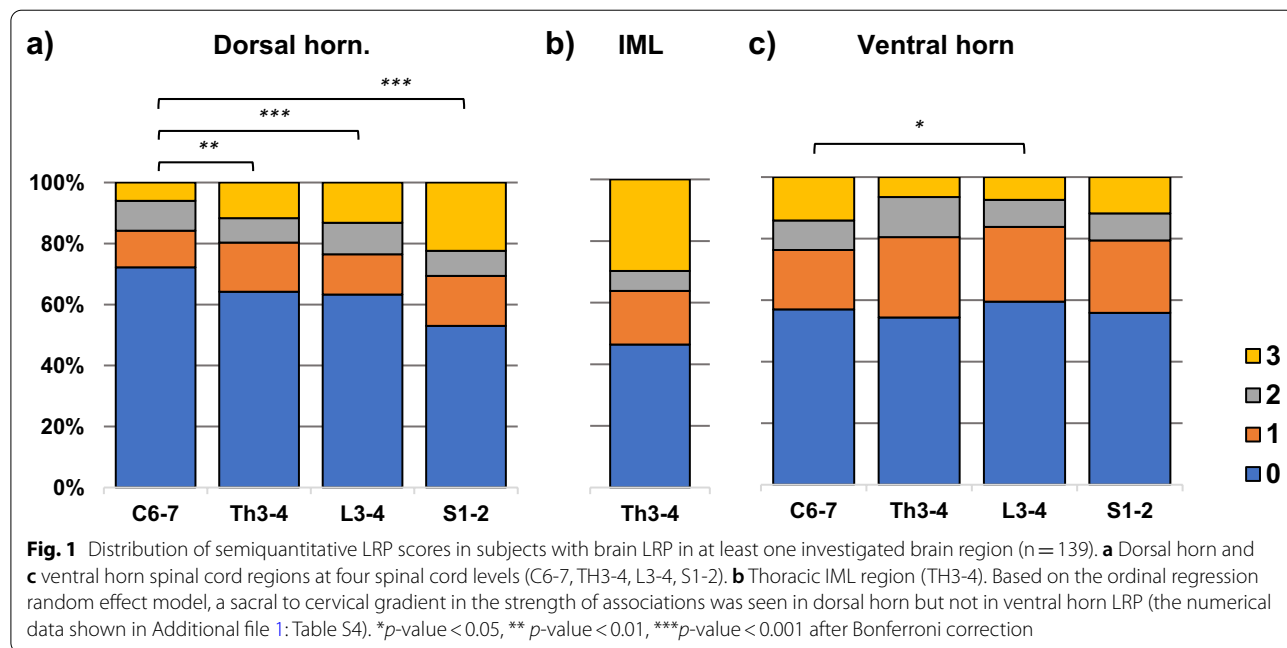 a) Dorsal horn.
b) IML
c) Ventral horn
***
***
**
*
100%
80%
60%
40%
20%
0%
C6-7 Th3-4 L3-4 S1-2
Th3-4
C6-7 Th3-4 L3-4 S1-2
3
2
1
0
Fig. 1 Distribution of semiquantitative LRP scores in subjects with brain LRP in at least one investigated brain region (n = 139). a Dorsal horn and
c ventral horn spinal cord regions at four spinal cord levels (C6-7, TH3-4, L3-4, S1-2). b Thoracic IML region (TH3-4). Based on the ordinal regression
random effect model, a sacral to cervical gradient in the strength of associations was seen in dorsal horn but not in ventral horn LRP (the numerical
data shown in Additional file 1: Table S4). *p-value < 0.05, ** p-value < 0.01, ***p-value < 0.001 after Bonferroni correction